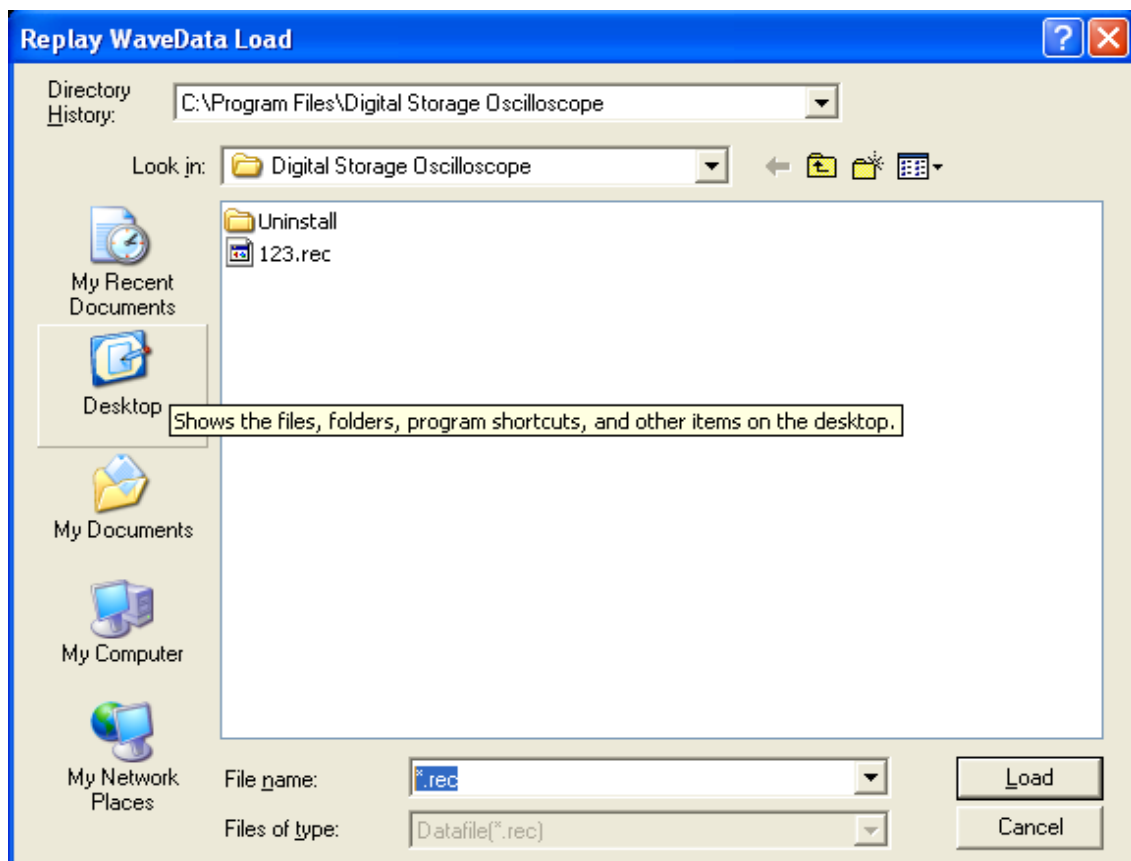 Replay WaveData Load
Directory
History:
C:\Program Files\Digital Storage Oscilloscope
Look in:
Digital Storage Oscilloscope
Uninstall
123.rec
My Recent
Documents
Desktop
Shows the files, folders, program shortcuts, and other items on the desktop.
My Documents
My Computer
My Network
Places
File name:
*.rec
Load
Files of type:
Datafile(*.rec)
Cancel